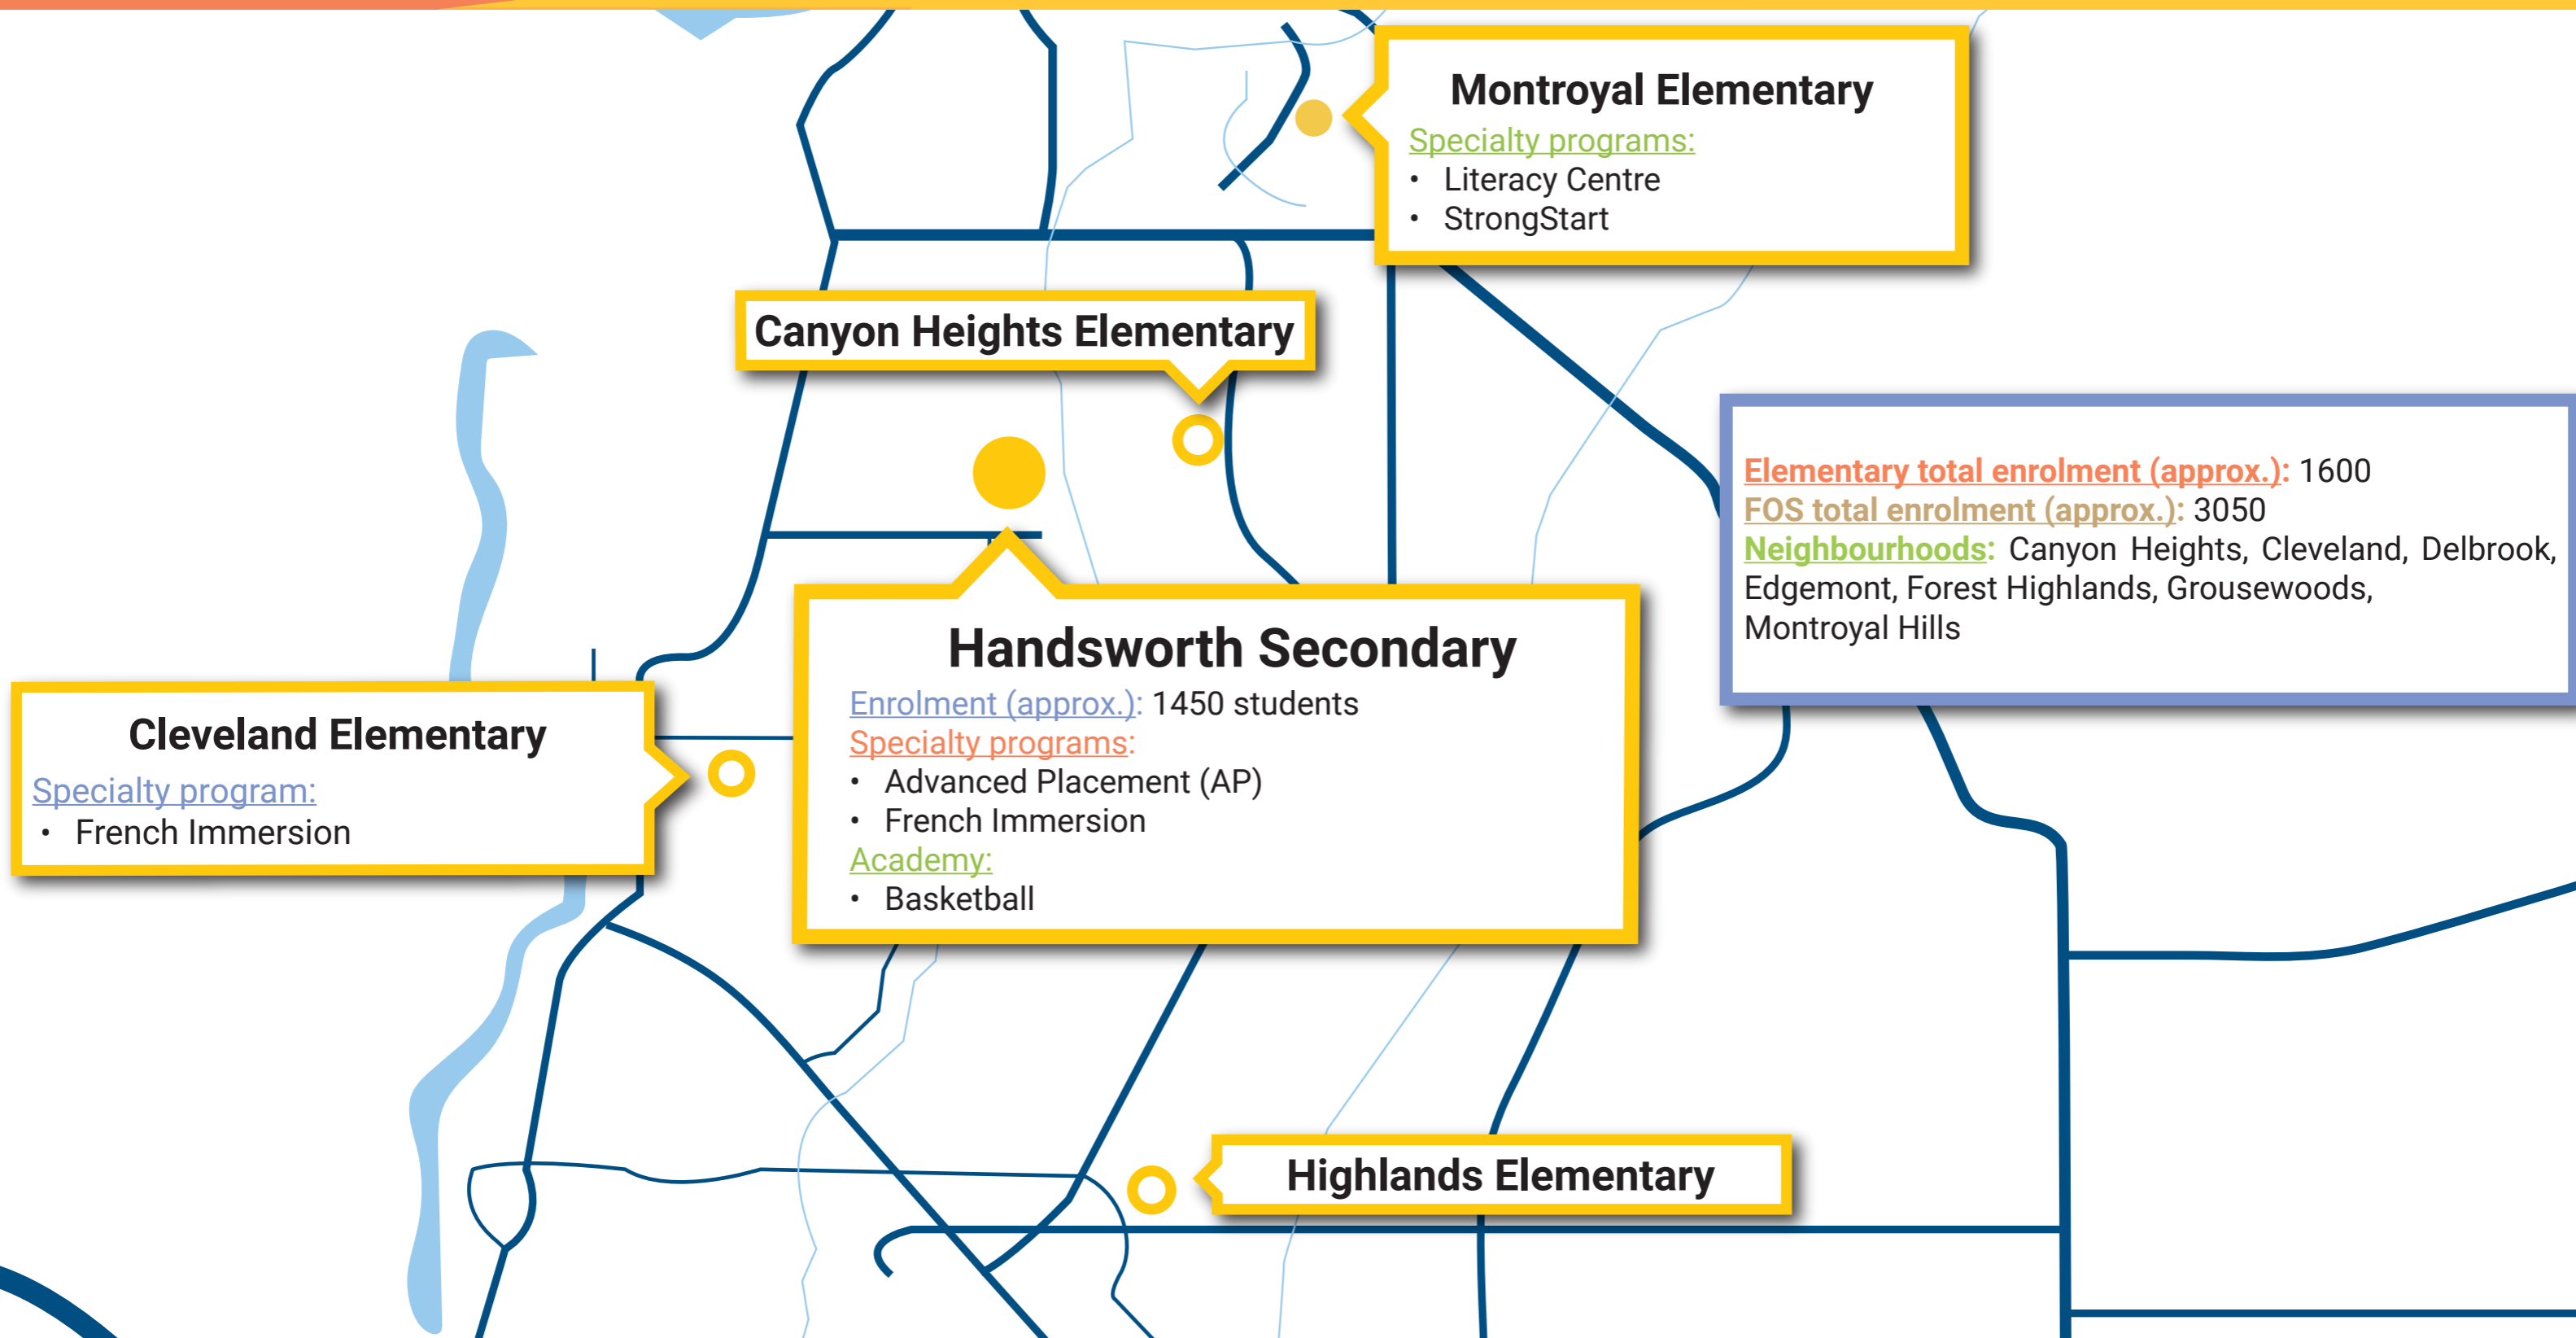 Montroyal Elementary
Specialty programs:
• Literacy Centre
• StrongStart
Canyon Heights Elementary
Elementary total enrolment (approx.): 1600
FOS total enrolment (approx.): 3050
Neighbourhoods: Canyon Heights, Cleveland, Delbrook,
Edgemont, Forest Highlands, Grousewoods,
Montroyal Hills
Handsworth Secondary
Enrolment (approx.): 1450 students
Specialty programs:
• Advanced Placement (AP)
• French Immersion
Academy:
• Basketball
Cleveland Elementary
Specialty program:
• French Immersion
Highlands Elementary